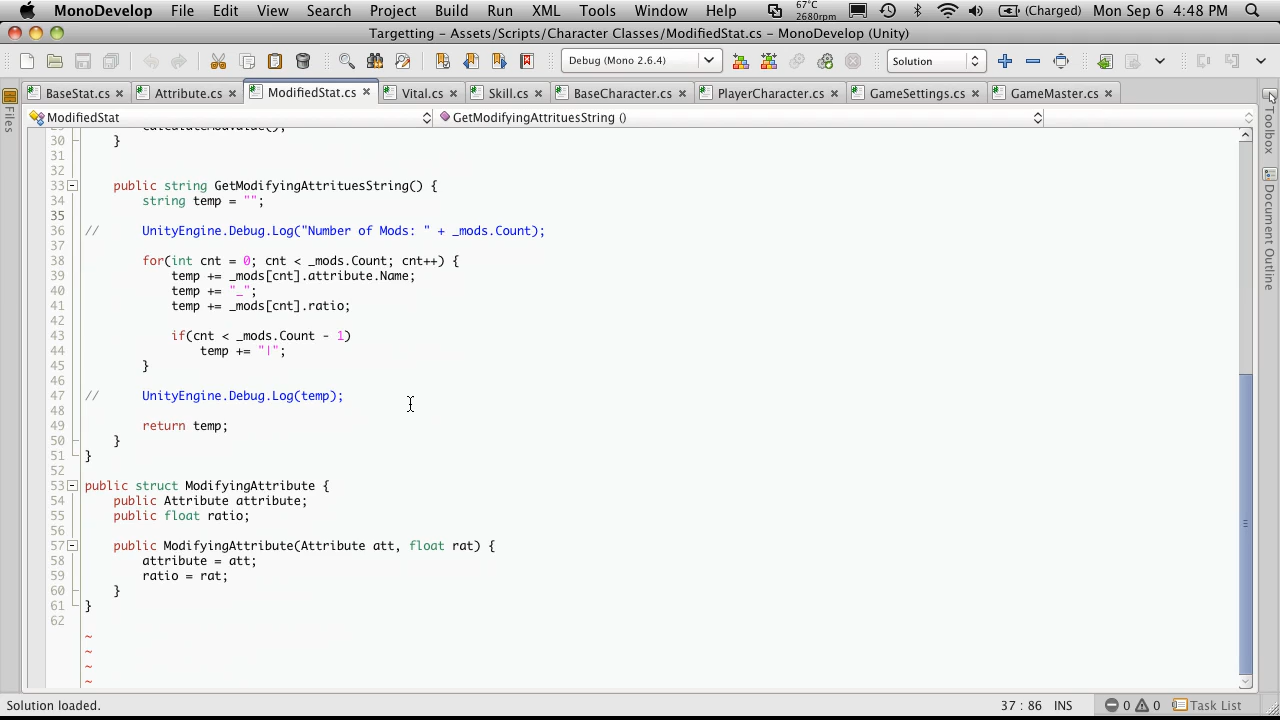 MonoDevelop File Edit View Search Project Build Run XML Tools Window Help 67°C 2680rpm (Charged) Mon Sep 6 4:48 PM
Targetting - Assets/Scripts/Character Classes/ModifiedStat.cs - MonoDevelop (Unity)
Debug (Mono 2.6.4) Solution
BaseStat.cs Attribute.cs ModifiedStat.cs Vital.cs Skill.cs BaseCharacter.cs PlayerCharacter.cs GameSettings.cs GameMaster.cs
ModifiedStat GetModifyingAttrituesString ()
Files
Toolbox
Document Outline
30 }
31
32
33 public string GetModifyingAttrituesString() {
34 string temp = "";
35
36 // UnityEngine.Debug.Log("Number of Mods: " + _mods.Count);
37
38 for(int cnt = 0; cnt < _mods.Count; cnt++) {
39 temp += _mods[cnt].attribute.Name;
40 temp += "_";
41 temp += _mods[cnt].ratio;
42
43 if(cnt < _mods.Count - 1)
44 temp += "|";
45 }
46
47 // UnityEngine.Debug.Log(temp);
48
49 return temp;
50 }
51 }
52
53 public struct ModifyingAttribute {
54 public Attribute attribute;
55 public float ratio;
56
57 public ModifyingAttribute(Attribute att, float rat) {
58 attribute = att;
59 ratio = rat;
60 }
61 }
62
~
~
~
~
Solution loaded. 37 : 86 INS 0 0 Task List